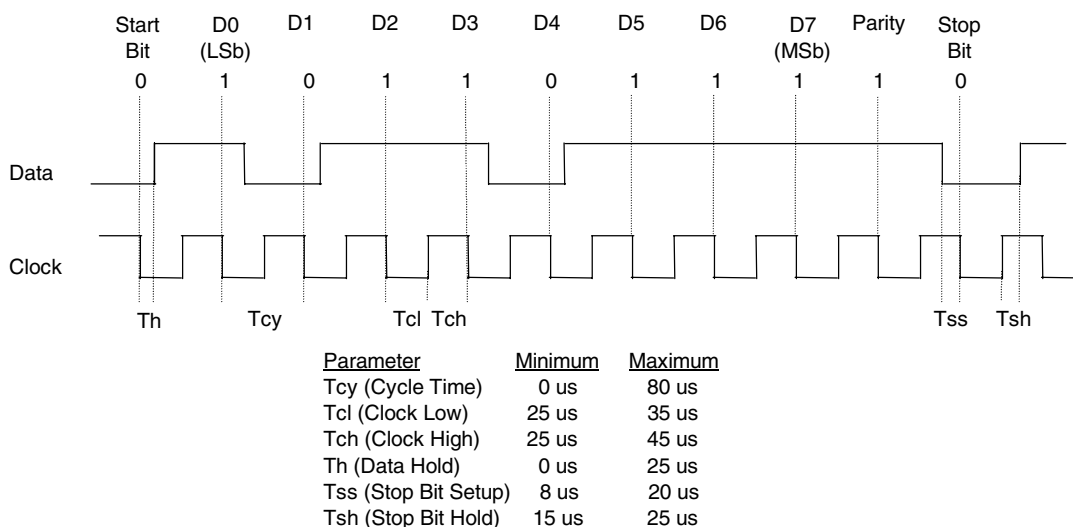 Start D0 D1 D2 D3 D4 D5 D6 D7 Parity Stop
Bit (LSb) (MSb) Bit
0 1 0 1 1 0 1 1 1 1 0
Data
Clock
Th Tcy Tcl Tch Tss Tsh
Parameter Minimum Maximum
Tcy (Cycle Time) 0 us 80 us
Tcl (Clock Low) 25 us 35 us
Tch (Clock High) 25 us 45 us
Th (Data Hold) 0 us 25 us
Tss (Stop Bit Setup) 8 us 20 us
Tsh (Stop Bit Hold) 15 us 25 us